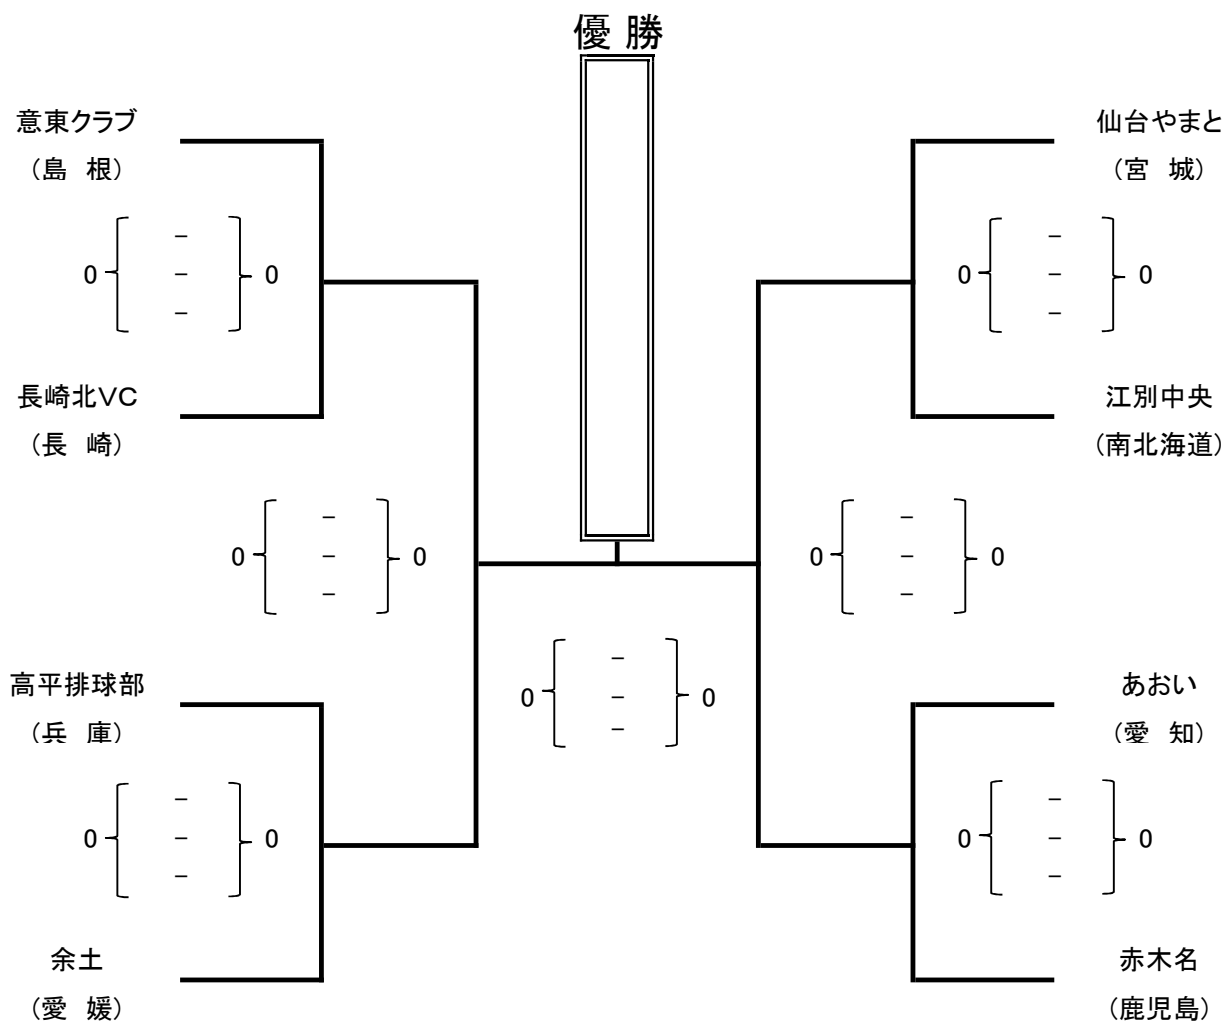 優勝
意東クラブ
（島 根）
0 － 0
－
－
長崎北VC
（長 崎）
0 － 0
－
－
高平排球部
（兵 庫）
0 － 0
－
－
余土
（愛 媛）
0 － 0
－
－
仙台やまと
（宮 城）
0 － 0
－
－
江別中央
（南北海道）
0 － 0
－
－
あおい
（愛 知）
0 － 0
－
－
赤木名
（鹿児島）